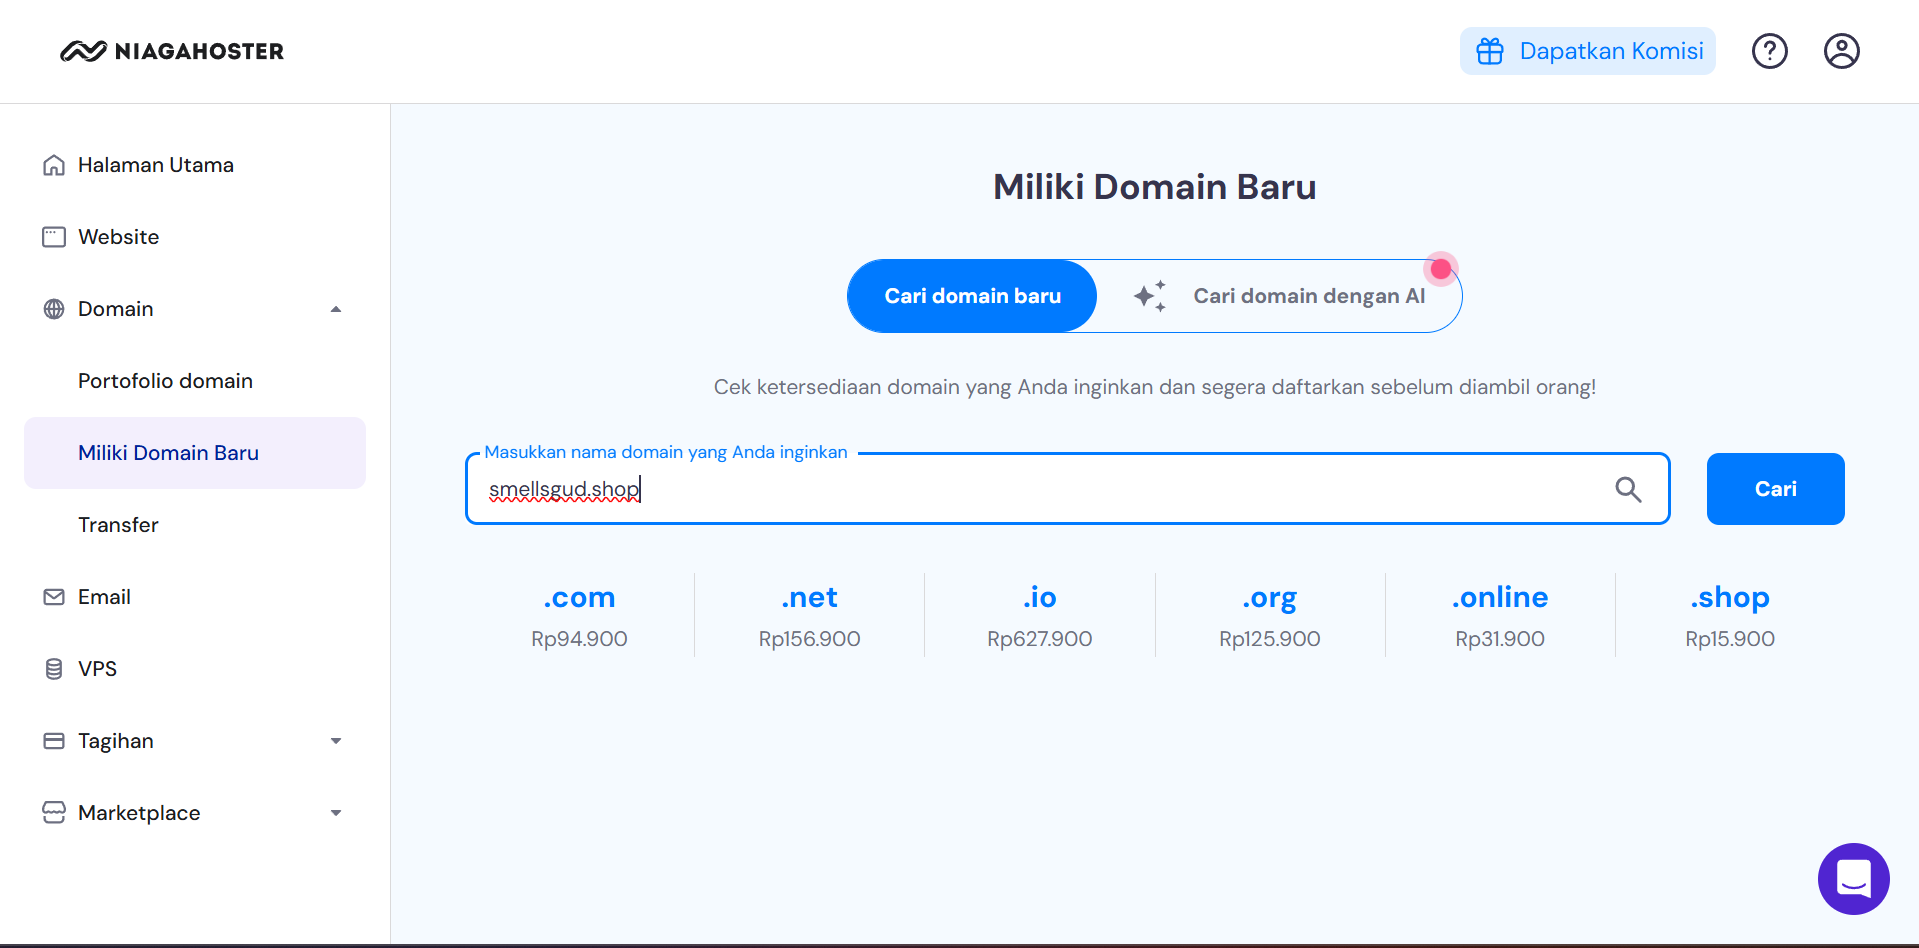 NIAGAHOSTER
Dapatkan Komisi
Halaman Utama
Website
Domain
Portofolio domain
Miliki Domain Baru
Transfer
Email
VPS
Tagihan
Marketplace
Miliki Domain Baru
Cari domain baru
Cari domain dengan AI
Cek ketersediaan domain yang Anda inginkan dan segera daftarkan sebelum diambil orang!
Masukkan nama domain yang Anda inginkan
smellsgud.shop
Cari
.com
Rp94.900
.net
Rp156.900
.io
Rp627.900
.org
Rp125.900
.online
Rp31.900
.shop
Rp15.900